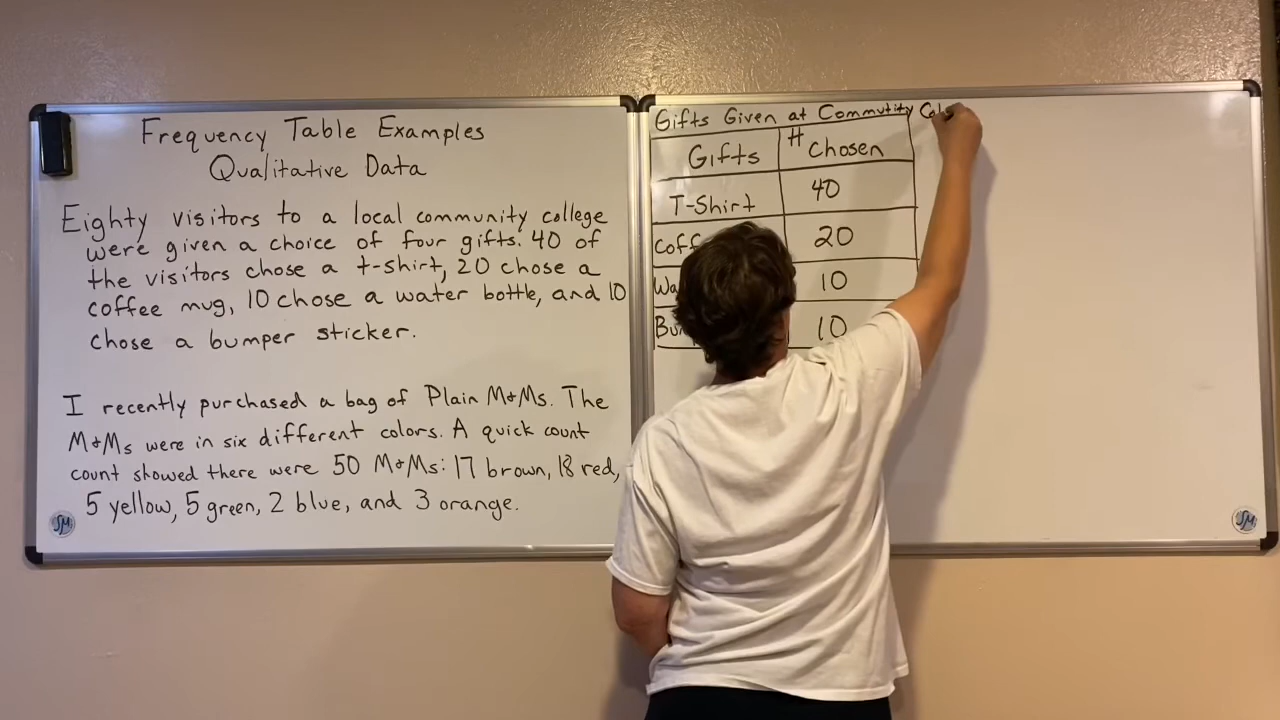 Frequency Table Examples
Qualitative Data
Eighty visitors to a local community college
were given a choice of four gifts. 40 of
the visitors chose a t-shirt, 20 chose a
coffee mug, 10 chose a water bottle, and 10
chose a bumper sticker.
I recently purchased a bag of Plain M&Ms. The
M&Ms were in six different colors. A quick count
count showed there were 50 M&Ms: 17 brown, 18 red,
5 yellow, 5 green, 2 blue, and 3 orange.
SM
Gifts Given at Commutity
Gifts # Chosen
T-Shirt 40
20
10
10
SM